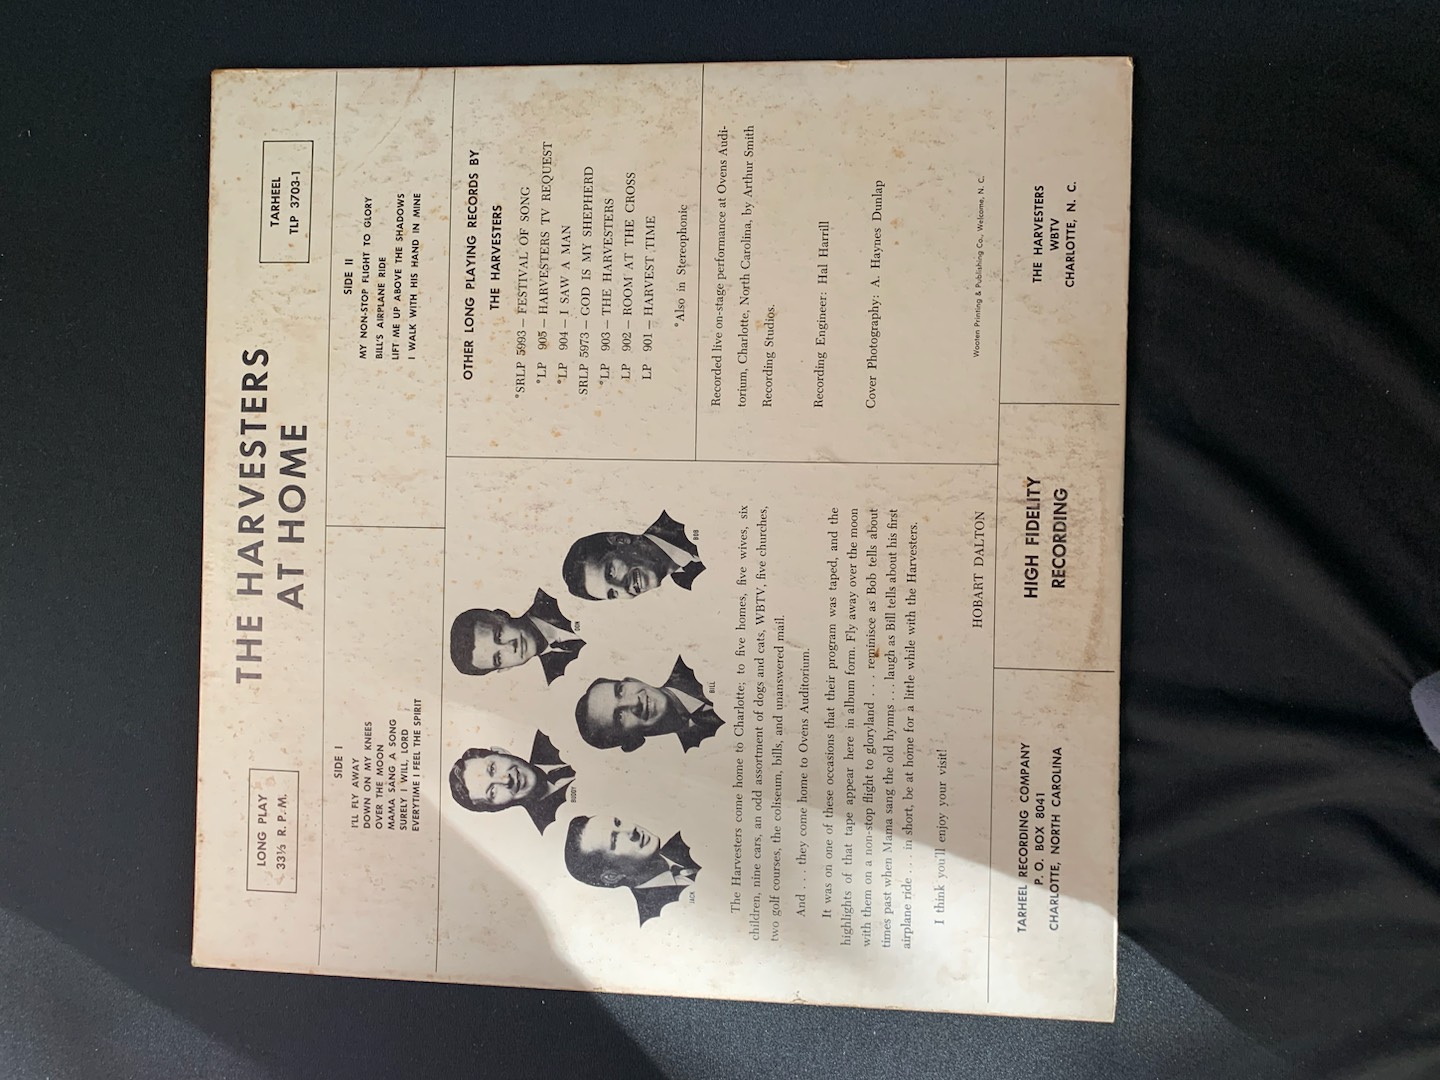 LONG PLAY
33⅓ R.P.M.
THE HARVESTERS
AT HOME
TARHEEL
TLP 3703-1
SIDE I
I'LL FLY AWAY
DOWN ON MY KNEES
OVER THE MOON
MAMA SANG A SONG
SURELY I WILL, LORD
EVERYTIME I FEEL THE SPIRIT
SIDE II
MY NON-STOP FLIGHT TO GLORY
BILL'S AIRPLANE RIDE
LIFT ME UP ABOVE THE SHADOWS
I WALK WITH HIS HAND IN MINE
JACK
BUDDY
BILL
DON
BOB
The Harvesters come home to Charlotte; to five homes, five wives, six
children, nine cars, an odd assortment of dogs and cats, WBTV, five churches,
two golf courses, the coliseum, bills, and unanswered mail.
And . . . they come home to Ovens Auditorium.
It was on one of these occasions that their program was taped, and the
highlights of that tape appear here in album form. Fly away over the moon
with them on a non-stop flight to gloryland . . . . reminisce as Bob tells about
times past when Mama sang the old hymns . . . laugh as Bill tells about his first
airplane ride . . . in short, be at home for a little while with the Harvesters.
I think you'll enjoy your visit!
HOBART DALTON
OTHER LONG PLAYING RECORDS BY
THE HARVESTERS
*SRLP 5993 — FESTIVAL OF SONG
*LP 905 — HARVESTERS TV REQUEST
*LP 904 — I SAW A MAN
SRLP 5973 — GOD IS MY SHEPHERD
*LP 903 — THE HARVESTERS
LP 902 — ROOM AT THE CROSS
LP 901 — HARVEST TIME
*Also in Stereophonic
Recorded live on-stage performance at Ovens Audi-
torium, Charlotte, North Carolina, by Arthur Smith
Recording Studios.
Recording Engineer: Hal Harrill
Cover Photography: A. Haynes Dunlap
Wooten Printing & Publishing Co., Welcome, N. C.
TARHEEL RECORDING COMPANY
P. O. BOX 8041
CHARLOTTE, NORTH CAROLINA
HIGH FIDELITY
RECORDING
THE HARVESTERS
WBTV
CHARLOTTE, N. C.